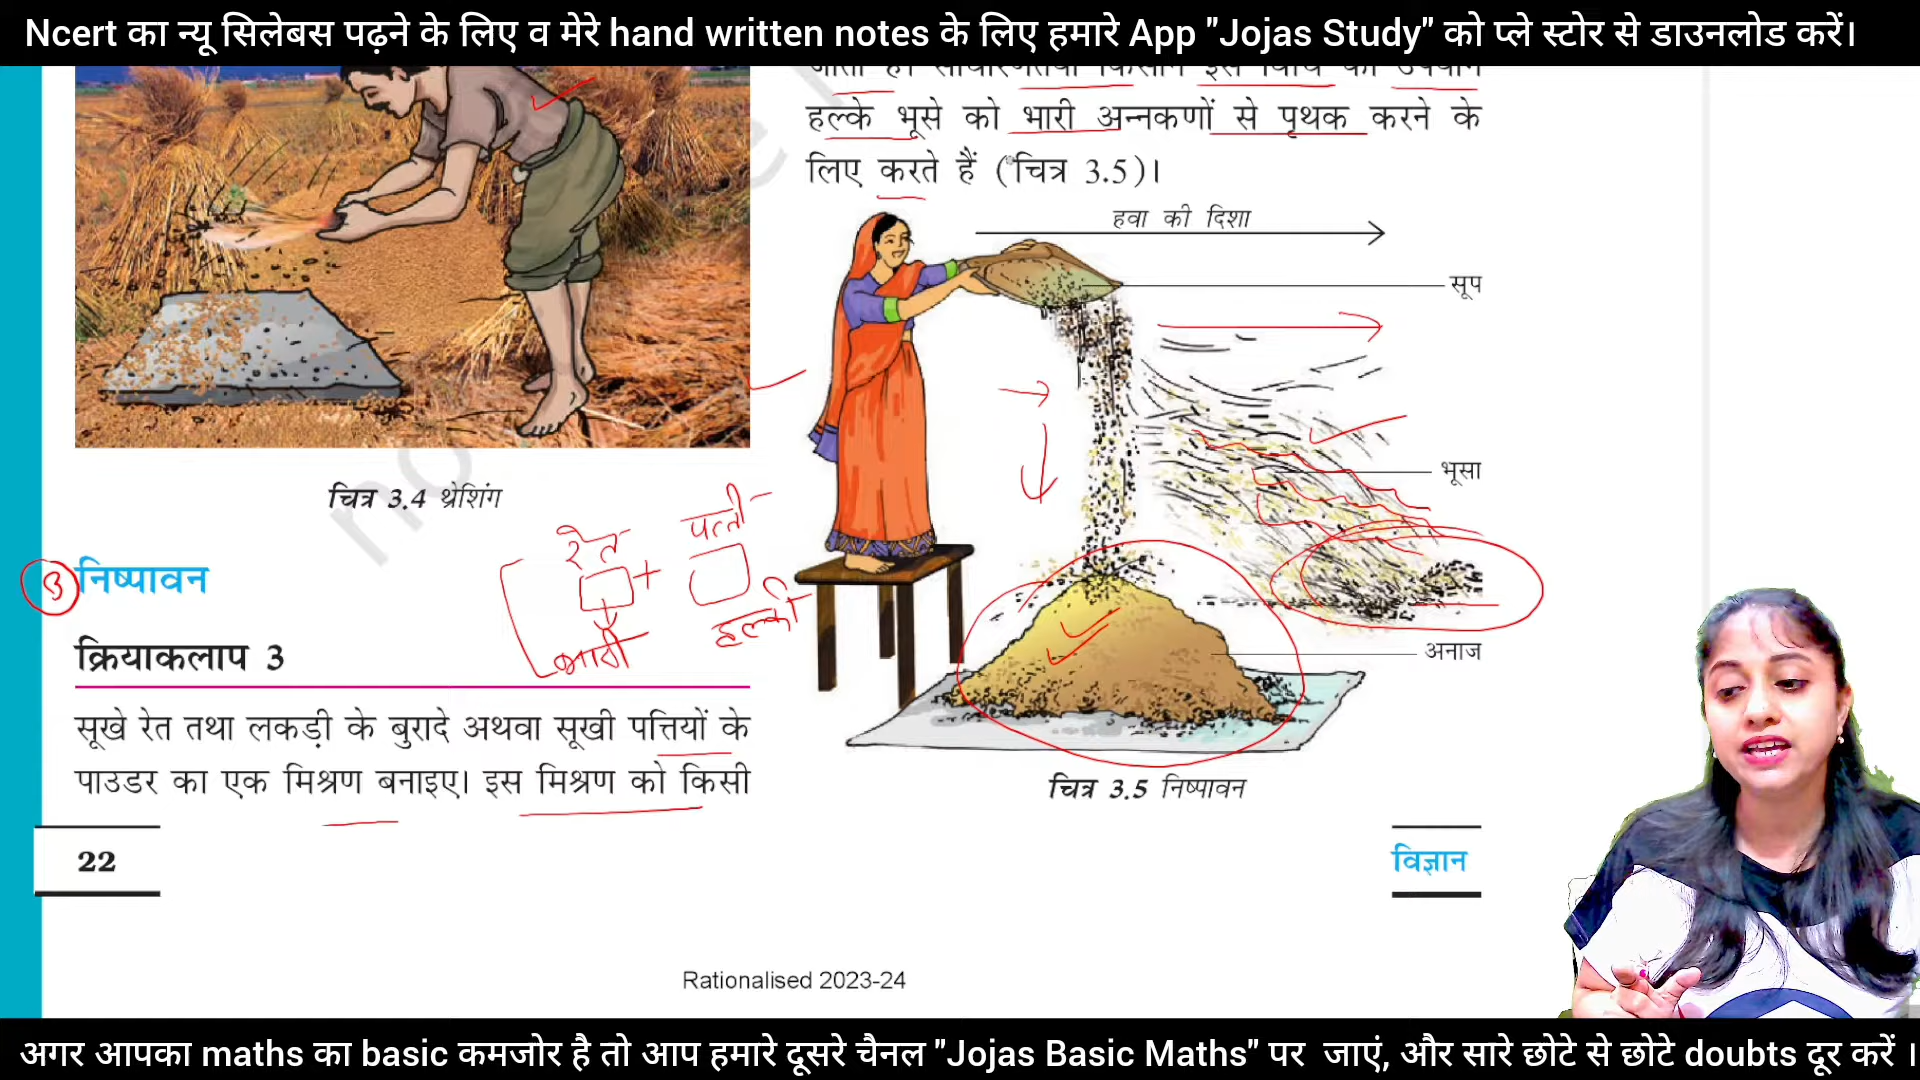 Ncert का न्यू सिलेबस पढ़ने के लिए व मेरे hand written notes के लिए हमारे App "Jojas Study" को प्ले स्टोर से डाउनलोड करें।
हल्के भूसे को भारी अन्नकणों से पृथक करने के
लिए करते हैं (चित्र 3.5)।
हवा की दिशा
सूप
भूसा
अनाज
चित्र 3.5 निष्पावन
चित्र 3.4 थ्रेशिंग
रेत + पत्ती
भारी हल्की
3 निष्पावन
क्रियाकलाप 3
सूखे रेत तथा लकड़ी के बुरादे अथवा सूखी पत्तियों के
पाउडर का एक मिश्रण बनाइए। इस मिश्रण को किसी
22
विज्ञान
Rationalised 2023-24
अगर आपका maths का basic कमजोर है तो आप हमारे दूसरे चैनल "Jojas Basic Maths" पर जाएं, और सारे छोटे से छोटे doubts दूर करें ।